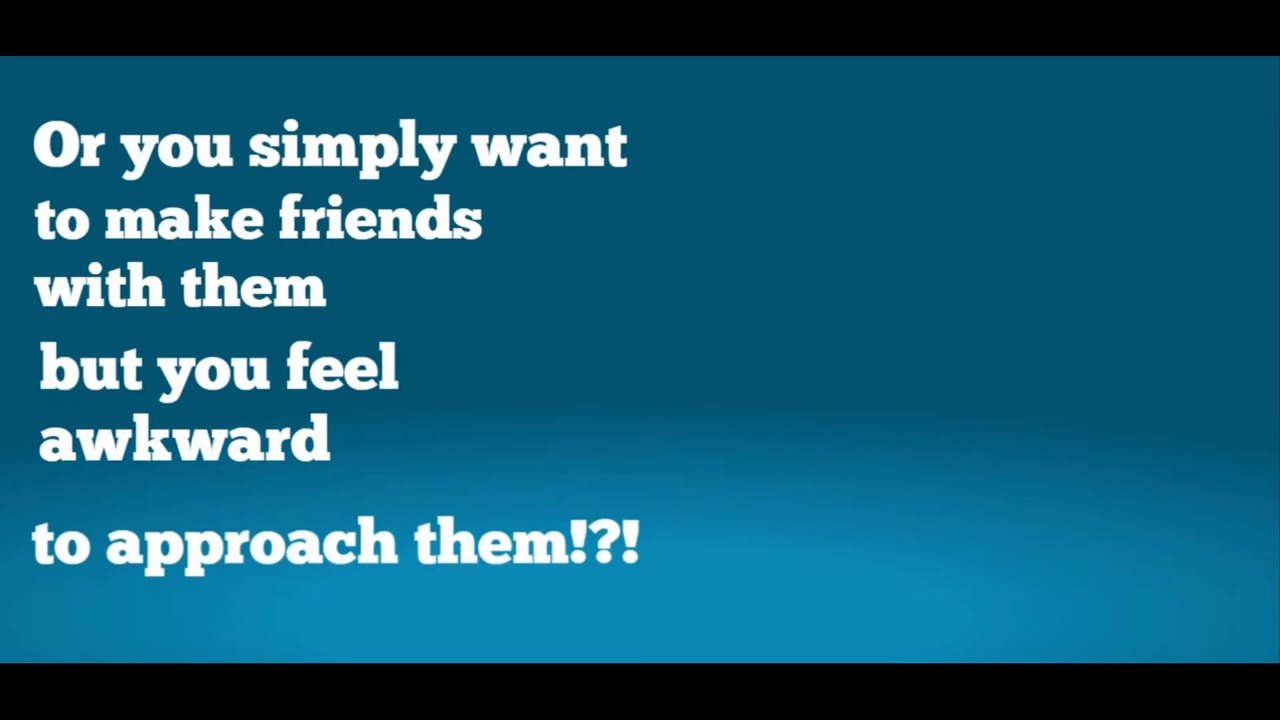 Or you simply want
to make friends
with them
but you feel
awkward
to approach them!?!